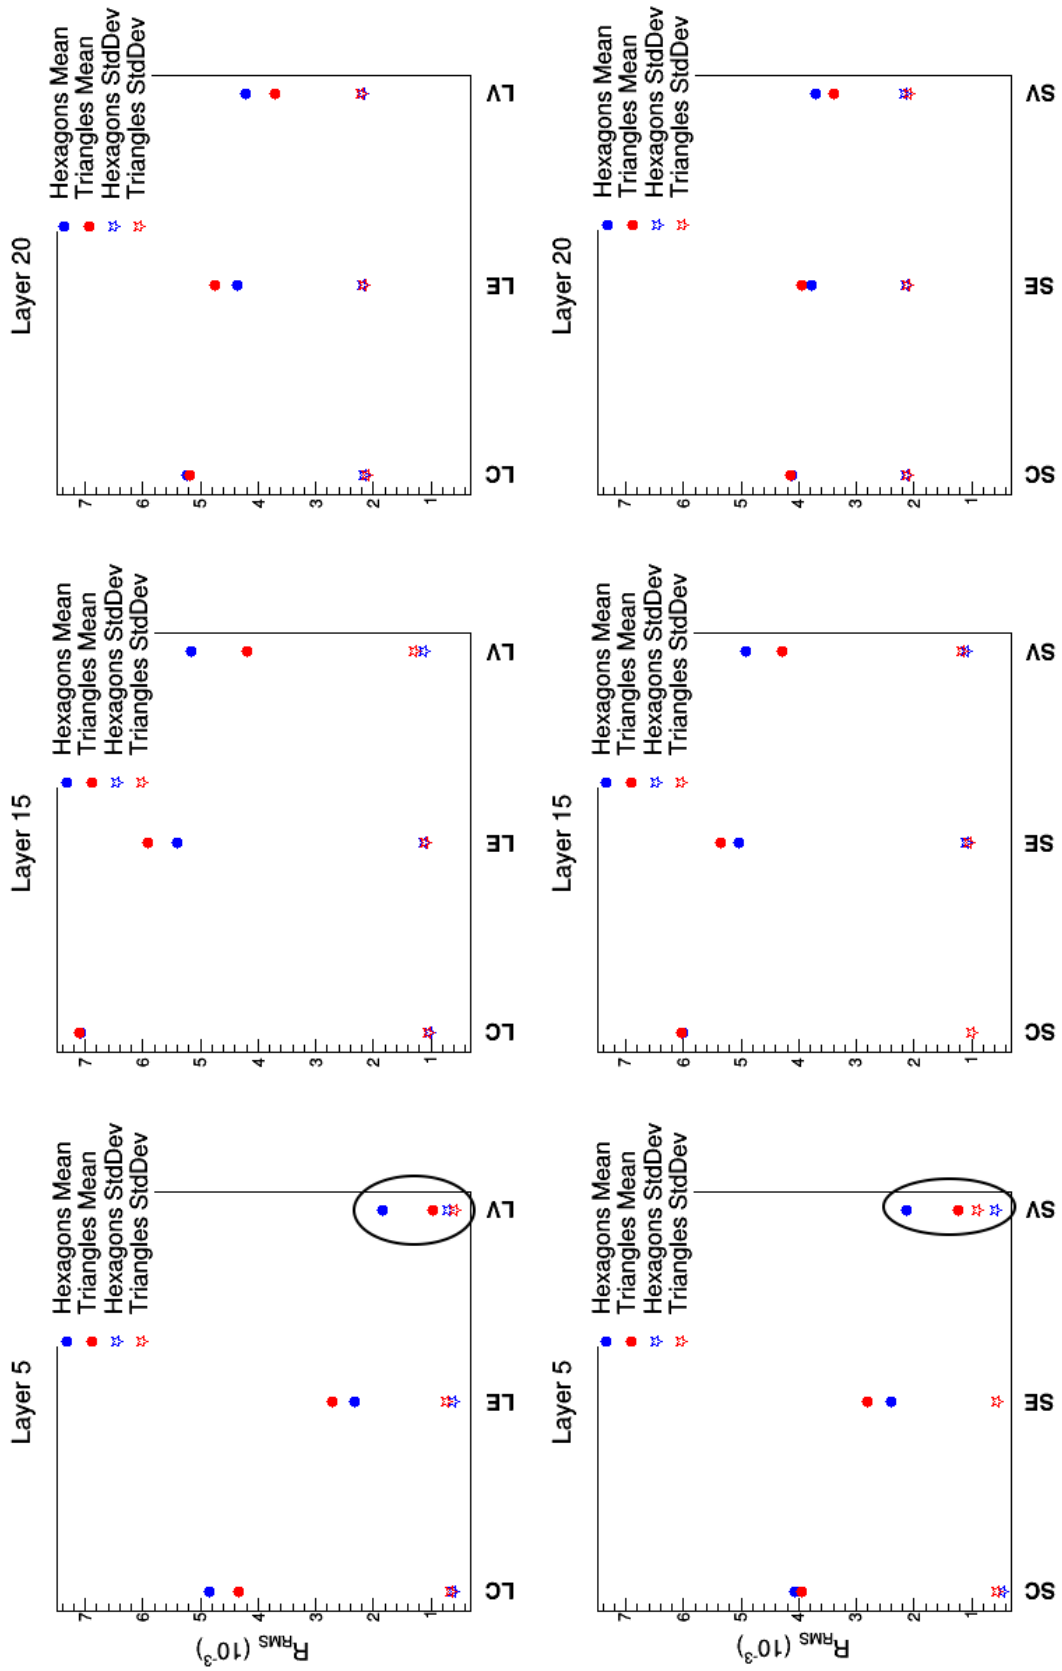 Layer 5
Hexagons Mean
Triangles Mean
Hexagons StdDev
Triangles StdDev
R_RMS (10^-3)
7
6
5
4
3
2
1
LC LE LV
Layer 15
Hexagons Mean
Triangles Mean
Hexagons StdDev
Triangles StdDev
7
6
5
4
3
2
1
LC LE LV
Layer 20
Hexagons Mean
Triangles Mean
Hexagons StdDev
Triangles StdDev
7
6
5
4
3
2
1
LC LE LV
Layer 5
Hexagons Mean
Triangles Mean
Hexagons StdDev
Triangles StdDev
R_RMS (10^-3)
7
6
5
4
3
2
1
SC SE SV
Layer 15
Hexagons Mean
Triangles Mean
Hexagons StdDev
Triangles StdDev
7
6
5
4
3
2
1
SC SE SV
Layer 20
Hexagons Mean
Triangles Mean
Hexagons StdDev
Triangles StdDev
7
6
5
4
3
2
1
SC SE SV